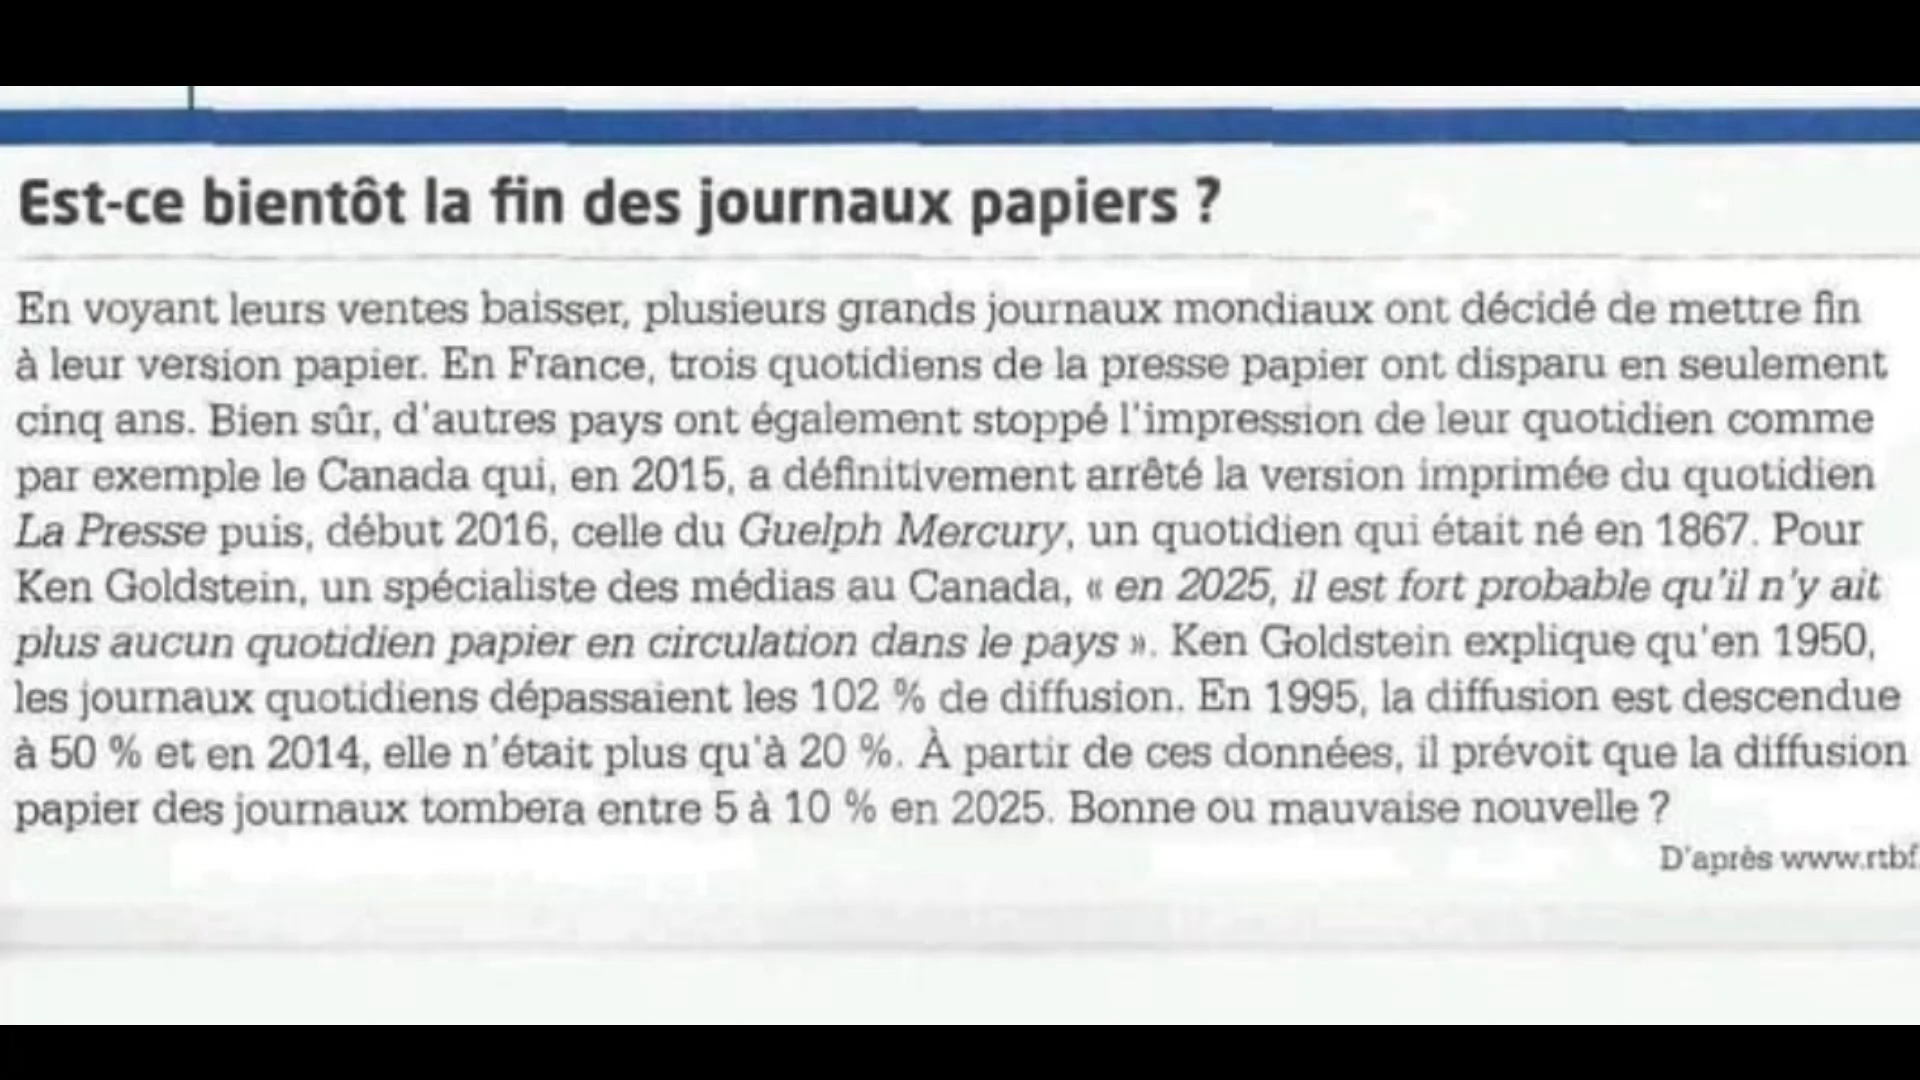 Est-ce bientôt la fin des journaux papiers ?
En voyant leurs ventes baisser, plusieurs grands journaux mondiaux ont décidé de mettre fin
à leur version papier. En France, trois quotidiens de la presse papier ont disparu en seulement
cinq ans. Bien sûr, d'autres pays ont également stoppé l'impression de leur quotidien comme
par exemple le Canada qui, en 2015, a définitivement arrêté la version imprimée du quotidien
La Presse puis, début 2016, celle du Guelph Mercury, un quotidien qui était né en 1867. Pour
Ken Goldstein, un spécialiste des médias au Canada, « en 2025, il est fort probable qu'il n'y ait
plus aucun quotidien papier en circulation dans le pays ». Ken Goldstein explique qu'en 1950,
les journaux quotidiens dépassaient les 102 % de diffusion. En 1995, la diffusion est descendue
à 50 % et en 2014, elle n'était plus qu'à 20 %. À partir de ces données, il prévoit que la diffusion
papier des journaux tombera entre 5 à 10 % en 2025. Bonne ou mauvaise nouvelle ?
D'après www.rtbf.